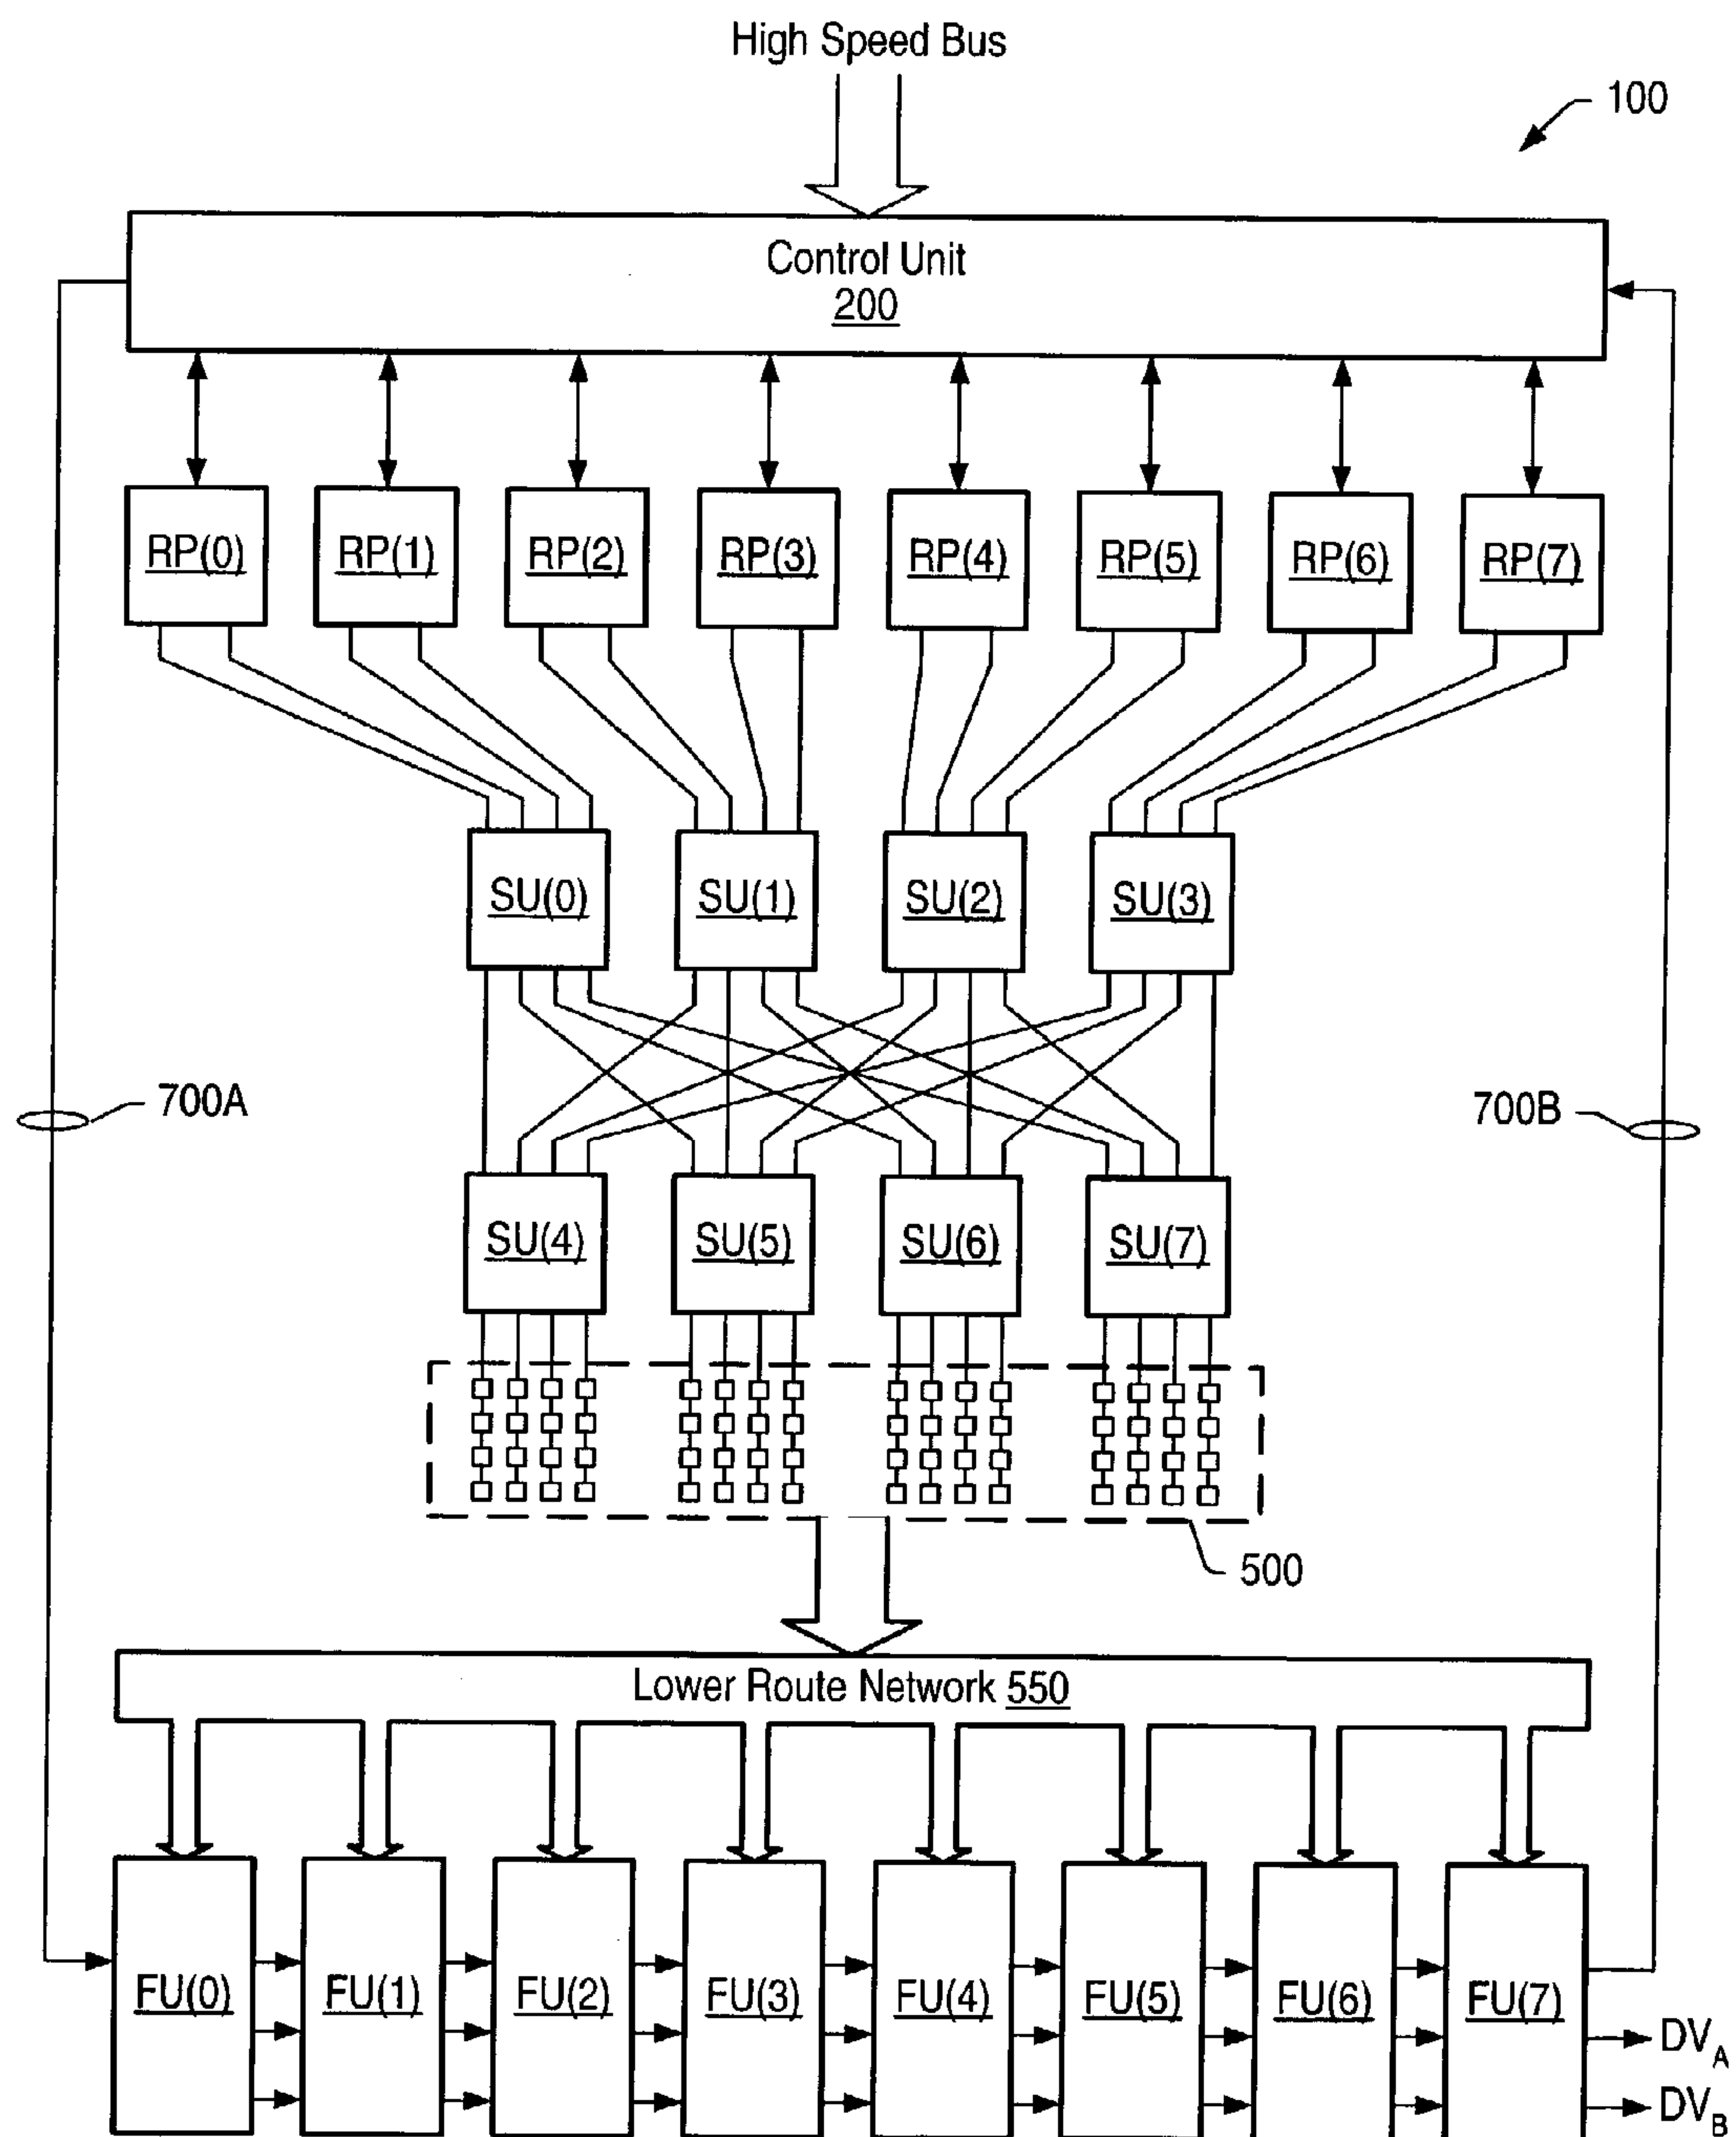 High Speed Bus
100
Control Unit
200
RP(0) RP(1) RP(2) RP(3) RP(4) RP(5) RP(6) RP(7)
SU(0) SU(1) SU(2) SU(3)
700A 700B
SU(4) SU(5) SU(6) SU(7)
500
Lower Route Network 550
FU(0) FU(1) FU(2) FU(3) FU(4) FU(5) FU(6) FU(7)
DVA
DVB